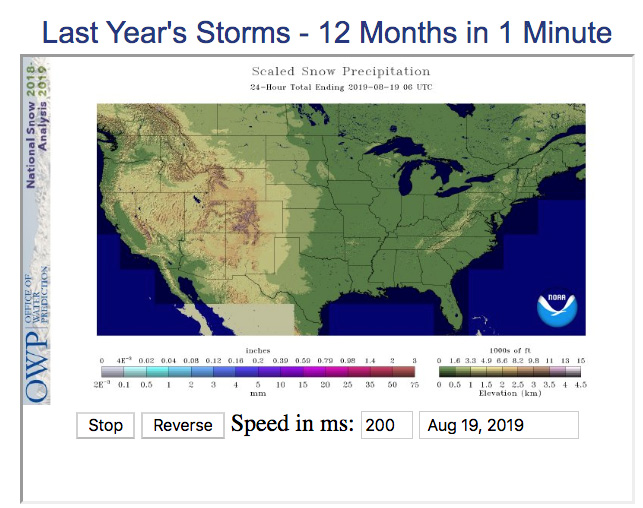 Last Year's Storms - 12 Months in 1 Minute
National Snow 2018-
Analysis 2019
OWP
OFFICE OF
WATER
PREDICTION
Scaled Snow Precipitation
24-Hour Total Ending 2019-08-19 06 UTC
NOAA
inches
0 4E⁻³ 0.02 0.04 0.08 0.12 0.16 0.2 0.39 0.59 0.79 0.98 1.4 2 3
2E⁻³ 0.1 0.5 1 2 3 4 5 10 15 20 25 35 50 75
mm
1000s of ft
0 1.6 3.3 4.9 6.6 8.2 9.8 11 13 15
0 0.5 1 1.5 2 2.5 3 3.5 4 4.5
Elevation (km)
Stop Reverse Speed in ms: 200 Aug 19, 2019